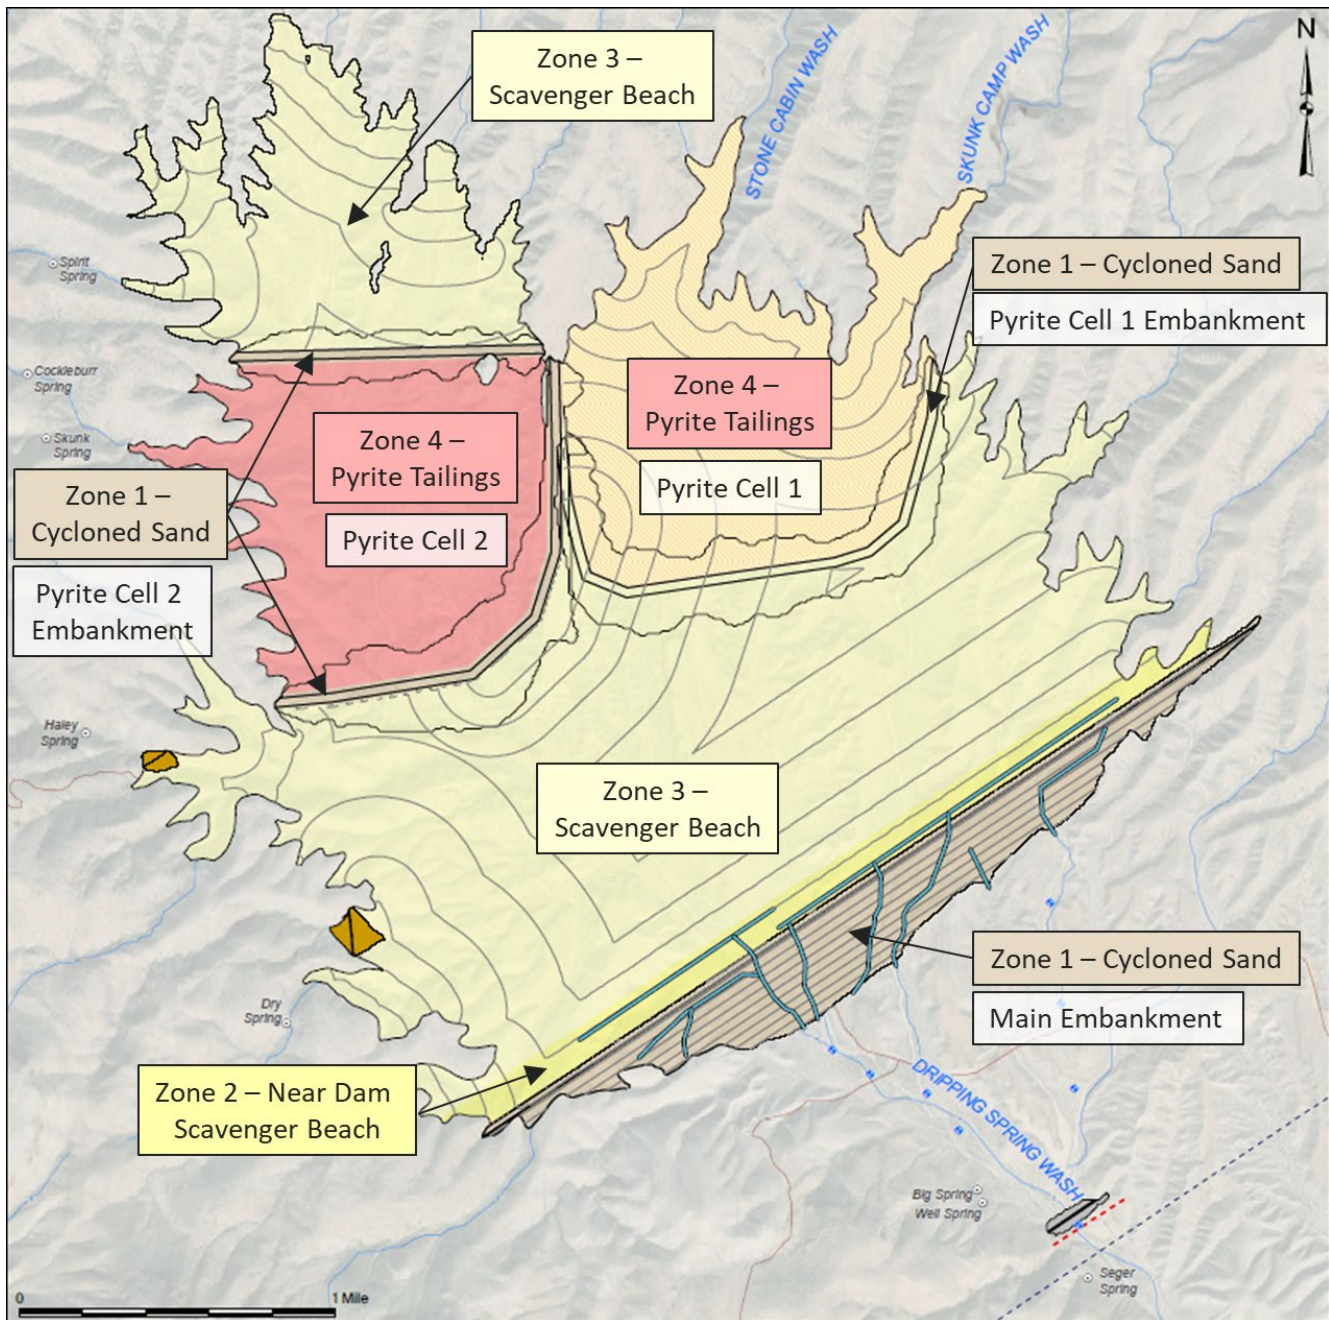 N
Zone 3 –
Scavenger Beach
STONE CABIN WASH
SKUNK CAMP WASH
Spirit
Spring
Zone 1 – Cycloned Sand
Pyrite Cell 1 Embankment
Cockleburr
Spring
Zone 4 –
Pyrite Tailings
Pyrite Cell 1
Zone 4 –
Pyrite Tailings
Pyrite Cell 2
Skunk
Spring
Zone 1 –
Cycloned Sand
Pyrite Cell 2
Embankment
Haley
Spring
Zone 3 –
Scavenger Beach
Zone 1 – Cycloned Sand
Main Embankment
Dry
Spring
Zone 2 – Near Dam
Scavenger Beach
DRIPPING SPRING WASH
Big Spring
Well Spring
Seger
Spring
0
1 Mile